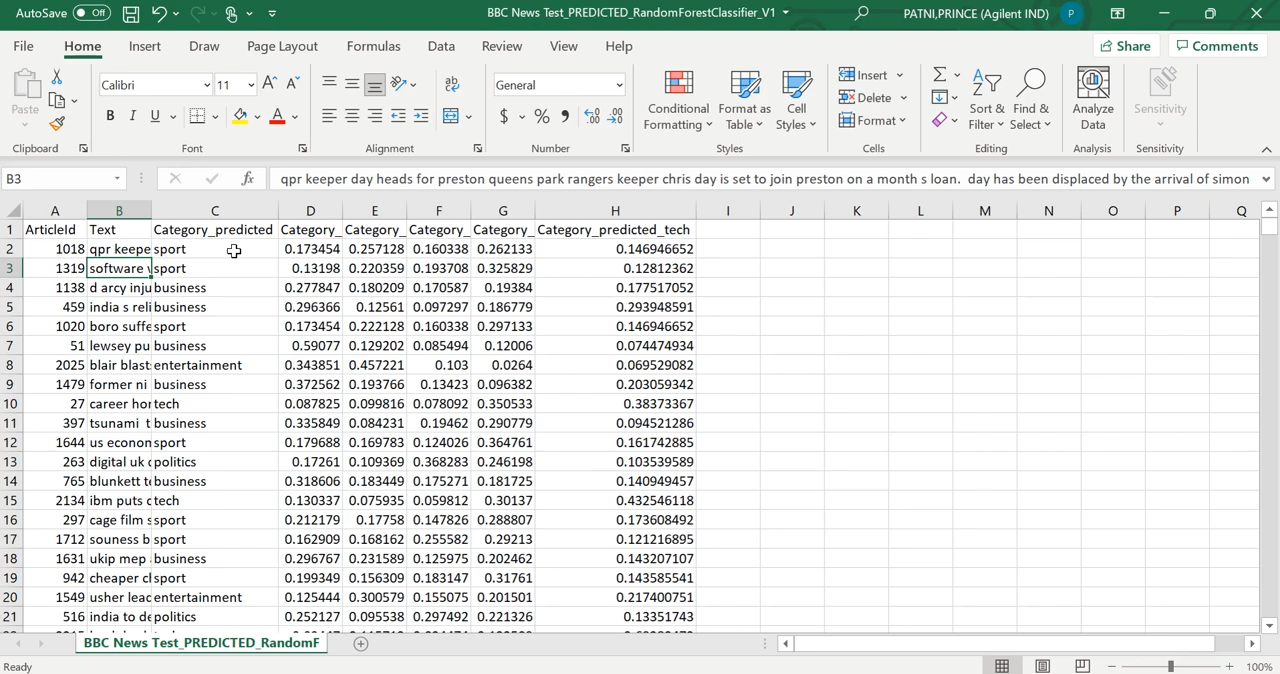 AutoSave Off BBC News Test_PREDICTED_RandomForestClassifier_V1 PATNI,PRINCE (Agilent IND) P
File Home Insert Draw Page Layout Formulas Data Review View Help Share Comments
Paste Calibri 11 General Conditional Formatting Format as Table Cell Styles Insert Delete Format Sort & Filter Find & Select Analyze Data Sensitivity
Clipboard Font Alignment Number Styles Cells Editing Analysis Sensitivity
B3 fx qpr keeper day heads for preston queens park rangers keeper chris day is set to join preston on a month s loan. day has been displaced by the arrival of simon
A B C D E F G H I J K L M N O P Q
1 ArticleId Text Category_predicted Category_ Category_ Category_ Category_ Category_predicted_tech
2 1018 qpr keepe sport 0.173454 0.257128 0.160338 0.262133 0.146946652
3 1319 software sport 0.13198 0.220359 0.193708 0.325829 0.12812362
4 1138 d arcy inju business 0.277847 0.180209 0.170587 0.19384 0.177517052
5 459 india s reli business 0.296366 0.12561 0.097297 0.186779 0.293948591
6 1020 boro suffe sport 0.173454 0.222128 0.160338 0.297133 0.146946652
7 51 lewsey pu business 0.59077 0.129202 0.085494 0.12006 0.074474934
8 2025 blair blast entertainment 0.343851 0.457221 0.103 0.0264 0.069529082
9 1479 former ni business 0.372562 0.193766 0.13423 0.096382 0.203059342
10 27 career hor tech 0.087825 0.099816 0.078092 0.350533 0.38373367
11 397 tsunami t business 0.335849 0.084231 0.19462 0.290779 0.094521286
12 1644 us econom sport 0.179688 0.169783 0.124026 0.364761 0.161742885
13 263 digital uk politics 0.17261 0.109369 0.368283 0.246198 0.103539589
14 765 blunkett t business 0.318606 0.183449 0.175271 0.181725 0.140949457
15 2134 ibm puts tech 0.130337 0.075935 0.059812 0.30137 0.432546118
16 297 cage film s sport 0.212179 0.17758 0.147826 0.288807 0.173608492
17 1712 souness b sport 0.162909 0.168162 0.255582 0.29213 0.121216895
18 1631 ukip mep business 0.296767 0.231589 0.125975 0.202462 0.143207107
19 942 cheaper cl sport 0.199349 0.156309 0.183147 0.31761 0.143585541
20 1549 usher lead entertainment 0.125444 0.300579 0.155075 0.201501 0.217400751
21 516 india to de politics 0.252127 0.095538 0.297492 0.221326 0.13351743
BBC News Test_PREDICTED_RandomF
Ready 100%